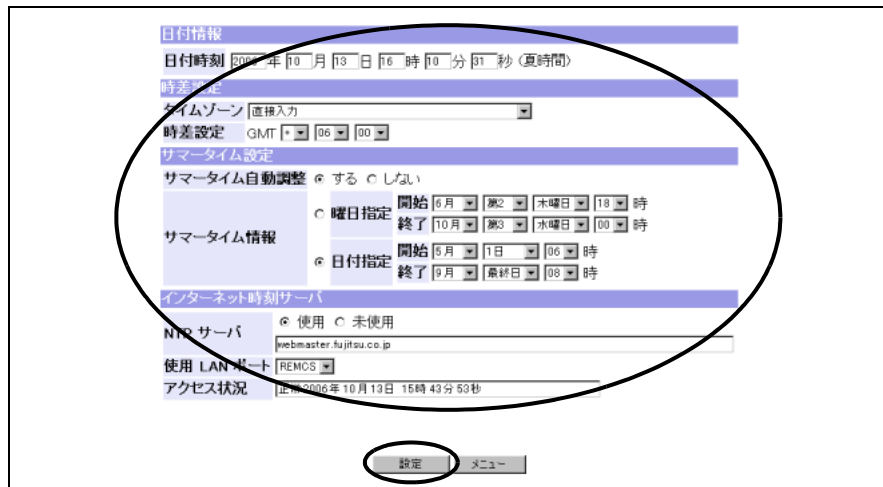 日付情報
日付時刻 2006 年 10 月 13 日 16 時 10 分 31 秒 (夏時間)
時差設定
タイムゾーン 直接入力
時差設定 GMT + 06 00
サマータイム設定
サマータイム自動調整 する しない
サマータイム情報
曜日指定
開始 6月 第2 木曜日 18 時
終了 10月 第3 水曜日 00 時
日付指定
開始 5月 1日 06 時
終了 9月 最終日 08 時
インターネット時刻サーバ
NTP サーバ
使用 未使用
webmaster.fujitsu.co.jp
使用 LAN ポート REMCS
アクセス状況 正常 2006年10月13日 15時43分53秒
設定 メニュー